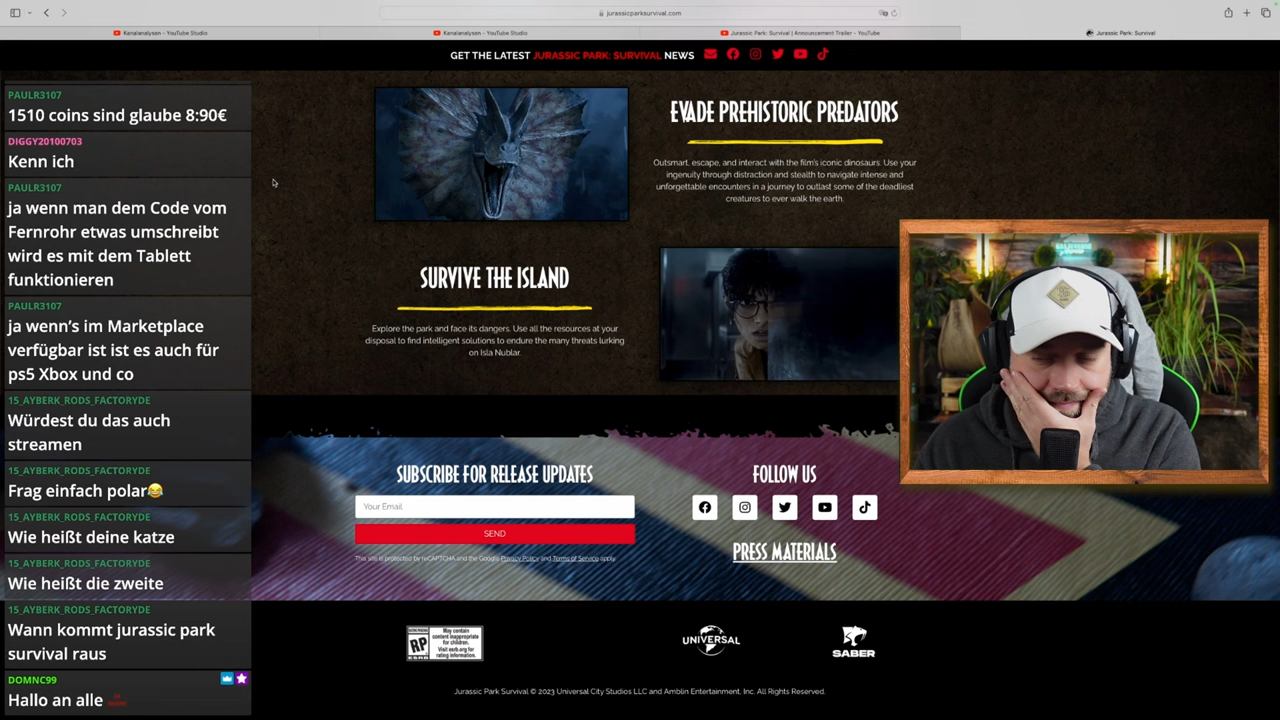 jurassicparksurvival.com
Kanalanalysen - YouTube Studio
Kanalanalysen - YouTube Studio
Jurassic Park: Survival | Announcement Trailer - YouTube
Jurassic Park: Survival
GET THE LATEST JURASSIC PARK: SURVIVAL NEWS
PAULR3107
1510 coins sind glaube 8:90€
DIGGY20100703
Kenn ich
PAULR3107
ja wenn man dem Code vom
Fernrohr etwas umschreibt
wird es mit dem Tablett
funktionieren
PAULR3107
ja wenn's im Marketplace
verfügbar ist ist es auch für
ps5 Xbox und co
15_AYBERK_RODS_FACTORYDE
Würdest du das auch
streamen
15_AYBERK_RODS_FACTORYDE
Frag einfach polar😂
15_AYBERK_RODS_FACTORYDE
Wie heißt deine katze
15_AYBERK_RODS_FACTORYDE
Wie heißt die zweite
15_AYBERK_RODS_FACTORYDE
Wann kommt jurassic park
survival raus
DOMNC99
Hallo an alle
EVADE PREHISTORIC PREDATORS
Outsmart, escape, and interact with the film's iconic dinosaurs. Use your
ingenuity through distraction and stealth to navigate intense and
unforgettable encounters in a journey to outlast some of the deadliest
creatures to ever walk the earth.
SURVIVE THE ISLAND
Explore the park and face its dangers. Use all the resources at your
disposal to find intelligent solutions to endure the many threats lurking
on Isla Nublar.
SUBSCRIBE FOR RELEASE UPDATES
Your Email
SEND
This site is protected by reCAPTCHA and the Google Privacy Policy and Terms of Service apply.
FOLLOW US
PRESS MATERIALS
RP
May contain
content inappropriate
for children.
Visit esrb.org for
rating information.
ESRB
UNIVERSAL
SABER
Jurassic Park Survival © 2023 Universal City Studios LLC and Amblin Entertainment, Inc. All Rights Reserved.